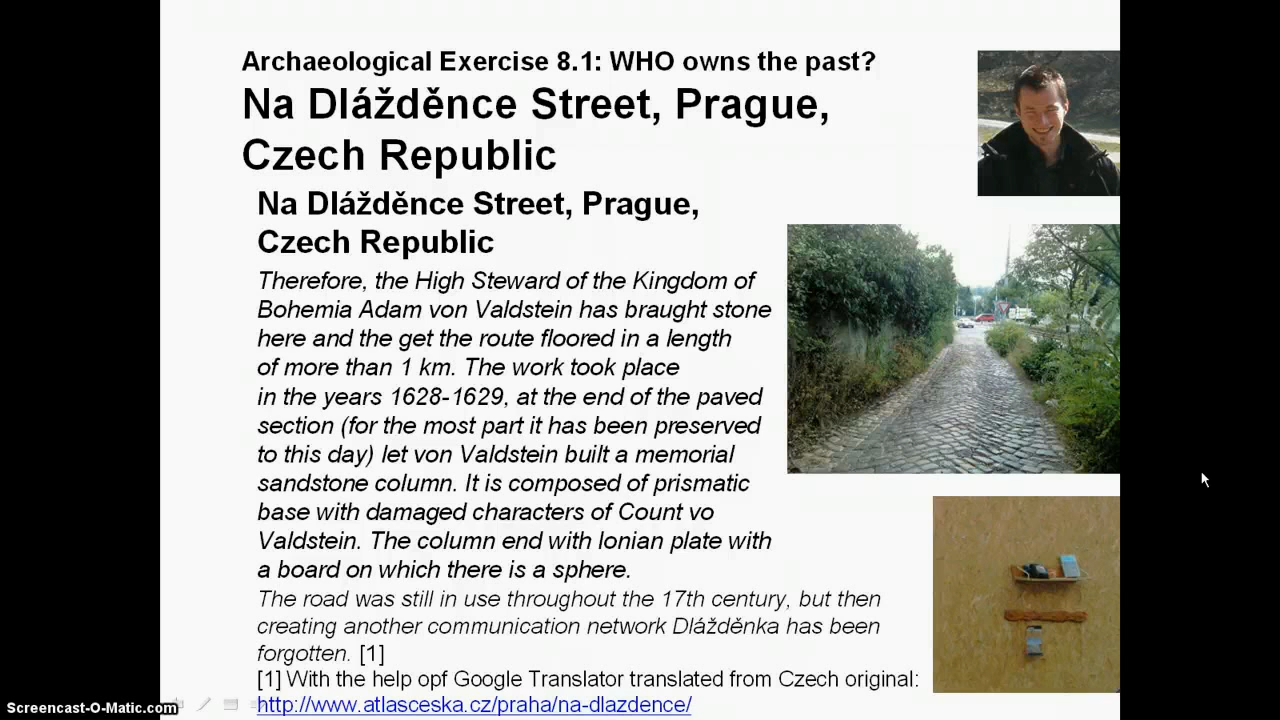 Archaeological Exercise 8.1: WHO owns the past?
Na Dlážděnce Street, Prague,
Czech Republic
Na Dlážděnce Street, Prague,
Czech Republic
Therefore, the High Steward of the Kingdom of
Bohemia Adam von Valdstein has braught stone
here and the get the route floored in a length
of more than 1 km. The work took place
in the years 1628-1629, at the end of the paved
section (for the most part it has been preserved
to this day) let von Valdstein built a memorial
sandstone column. It is composed of prismatic
base with damaged characters of Count vo
Valdstein. The column end with Ionian plate with
a board on which there is a sphere.
The road was still in use throughout the 17th century, but then
creating another communication network Dlážděnka has been
forgotten. [1]
[1] With the help opf Google Translator translated from Czech original:
http://www.atlasceska.cz/praha/na-dlazdence/
Screencast-O-Matic.com